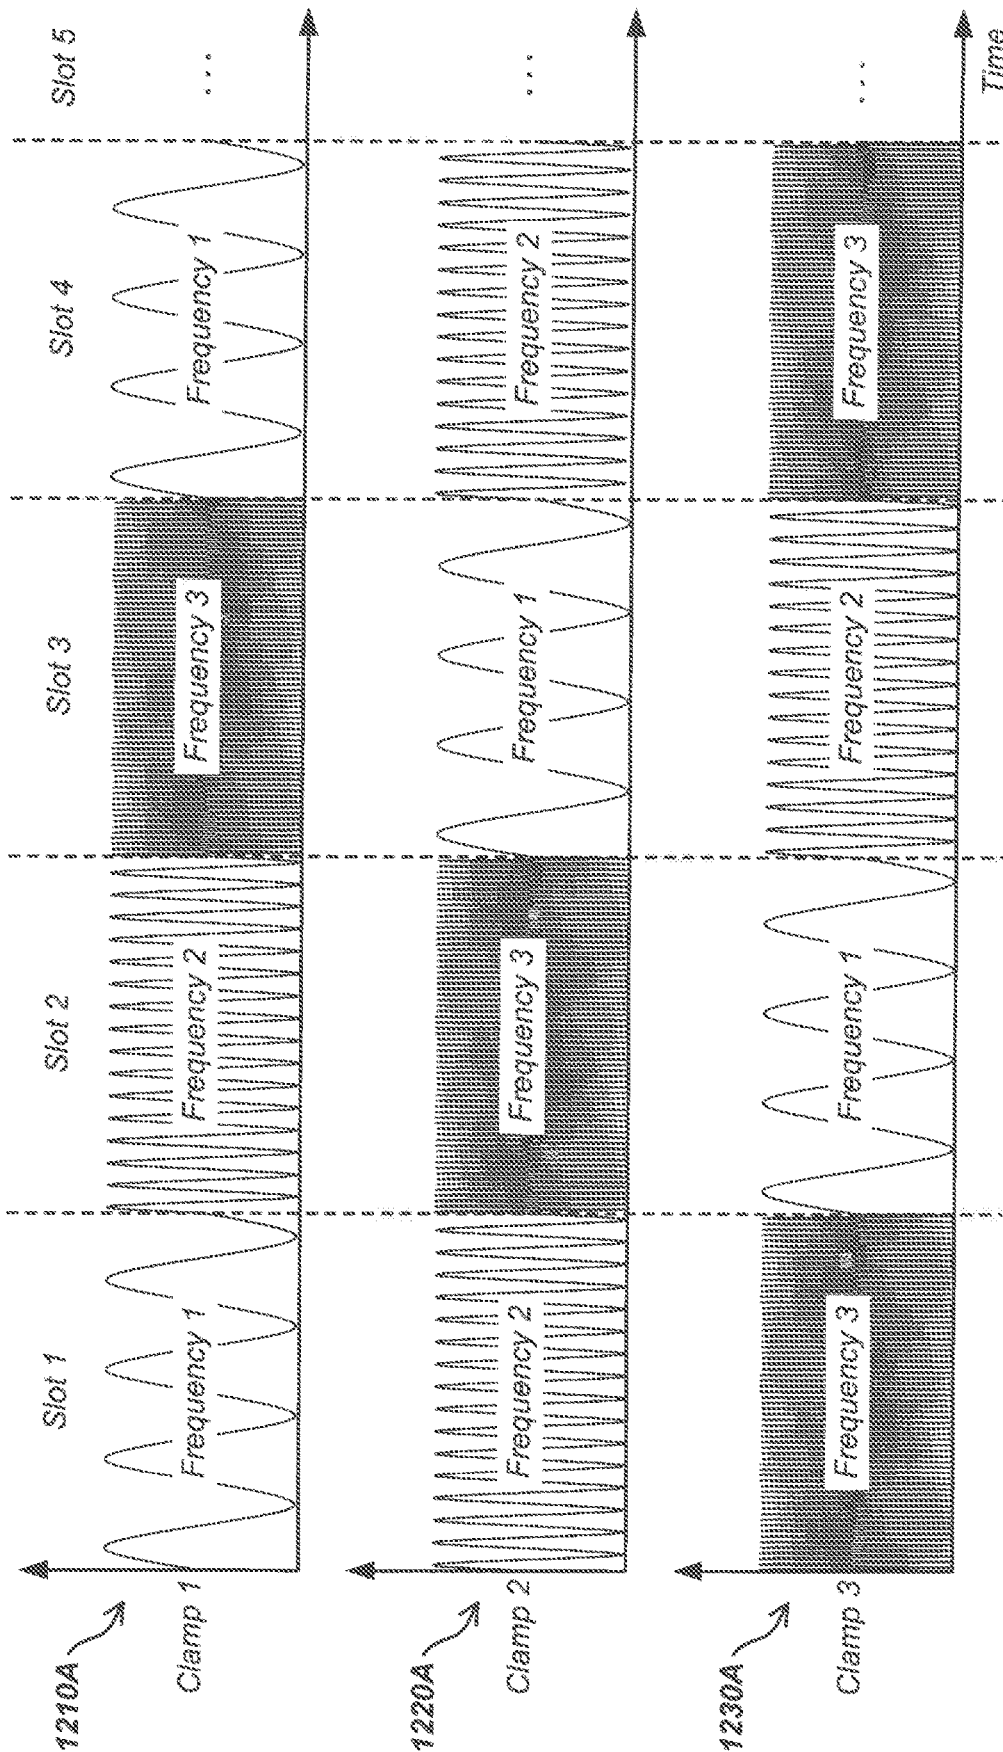 Slot 1
Slot 2
Slot 3
Slot 4
Slot 5
1210A
Clamp 1
Frequency 1
Frequency 2
Frequency 3
Frequency 1
...
1220A
Clamp 2
Frequency 2
Frequency 3
Frequency 1
Frequency 2
...
1230A
Clamp 3
Frequency 3
Frequency 1
Frequency 2
Frequency 3
...
Time